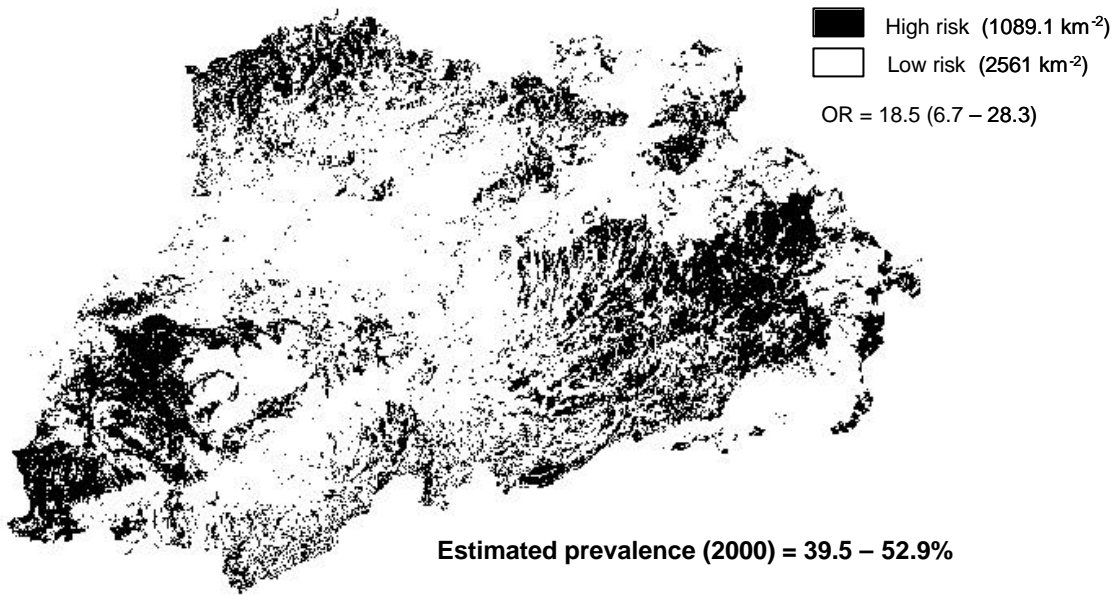 High risk (1089.1 km⁻²)
Low risk (2561 km⁻²)
OR = 18.5 (6.7 – 28.3)
Estimated prevalence (2000) = 39.5 – 52.9%